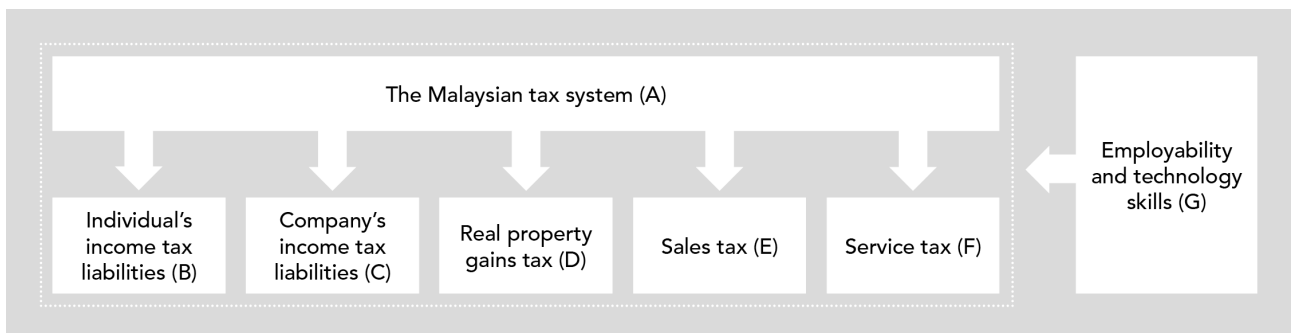 The Malaysian tax system (A)
Individual’s
income tax
liabilities (B)
Company’s
income tax
liabilities (C)
Real property
gains tax (D)
Sales tax (E)
Service tax (F)
Employability
and technology
skills (G)